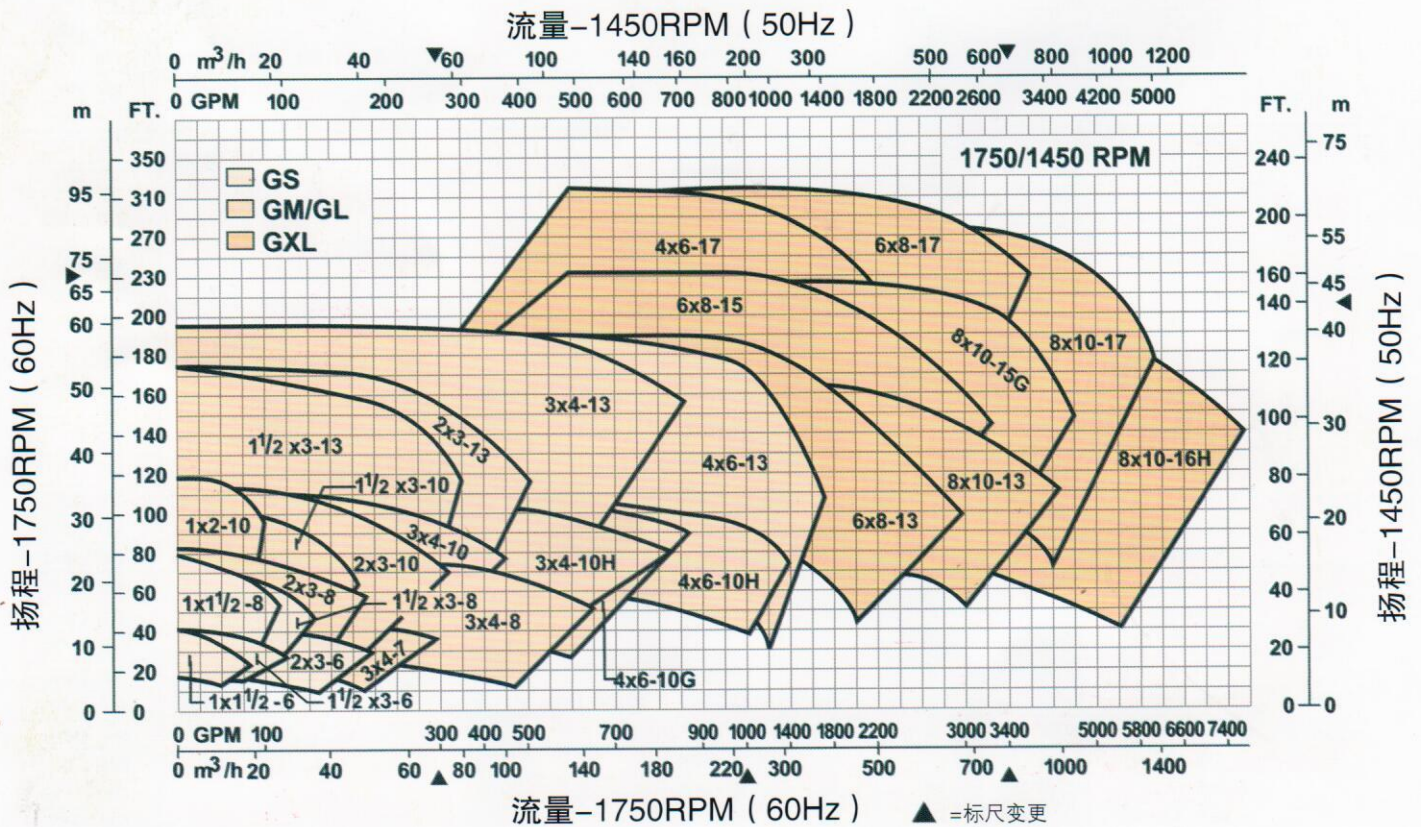 流量-1450RPM ( 50Hz )
0 m³/h 20 40 ▼ 60 100 140 160 200 300 500 600 ▼ 800 1000 1200
0 GPM 100 200 300 400 500 600 700 800 1000 1400 1800 2200 2600 3400 4200 5000
m FT.
FT. m
扬程-1750RPM ( 60Hz )
95
75
▼
65
60
50
40
30
20
10
0
350
310
270
230
200
180
160
140
120
100
80
60
40
20
0
GS
GM/GL
GXL
1750/1450 RPM
4x6-17
6x8-17
6x8-15
8x10-15G
8x10-17
3x4-13
2x3-13
1¹/2 x3-13
4x6-13
8x10-16H
1¹/2 x3-10
8x10-13
1x2-10
6x8-13
3x4-10
2x3-10
3x4-10H
4x6-10H
2x3-8
1x1¹/2 -8
1¹/2 x3-8
3x4-8
2x3-6
3x4-7
4x6-10G
1x1¹/2 -6
1¹/2 x3-6
240
200
160
140
120
100
80
60
40
20
0
75
55
45
◀
40
30
20
10
0
扬程-1450RPM ( 50Hz )
0 GPM 100 300 400 500 700 900 1000 1400 1800 2200 3000 3400 5000 5800 6600 7400
0 m³/h 20 40 60 ▲ 80 100 140 180 220 ▲ 300 500 700 ▲ 1000 1400
流量-1750RPM ( 60Hz )
▲ =标尺变更